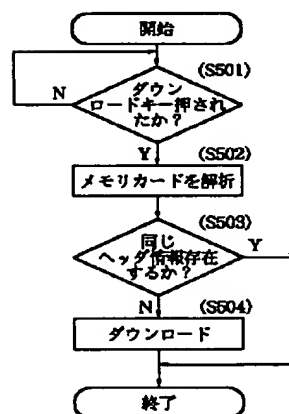 開始
(S501)
ダウン
ロードキー押され
たか?
N
Y
(S502)
メモリカードを解析
(S503)
同じ
ヘッダ情報存在
するか?
Y
N
(S504)
ダウンロード
終了